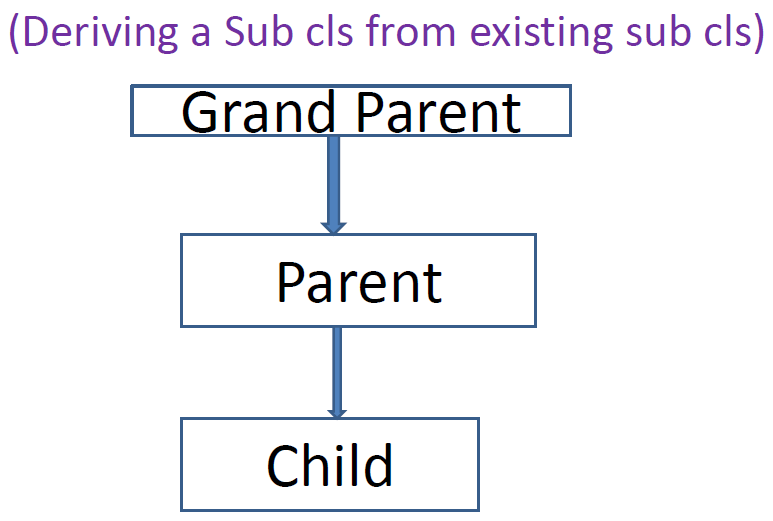 (Deriving a Sub cls from existing sub cls)
Grand Parent
Parent
Child